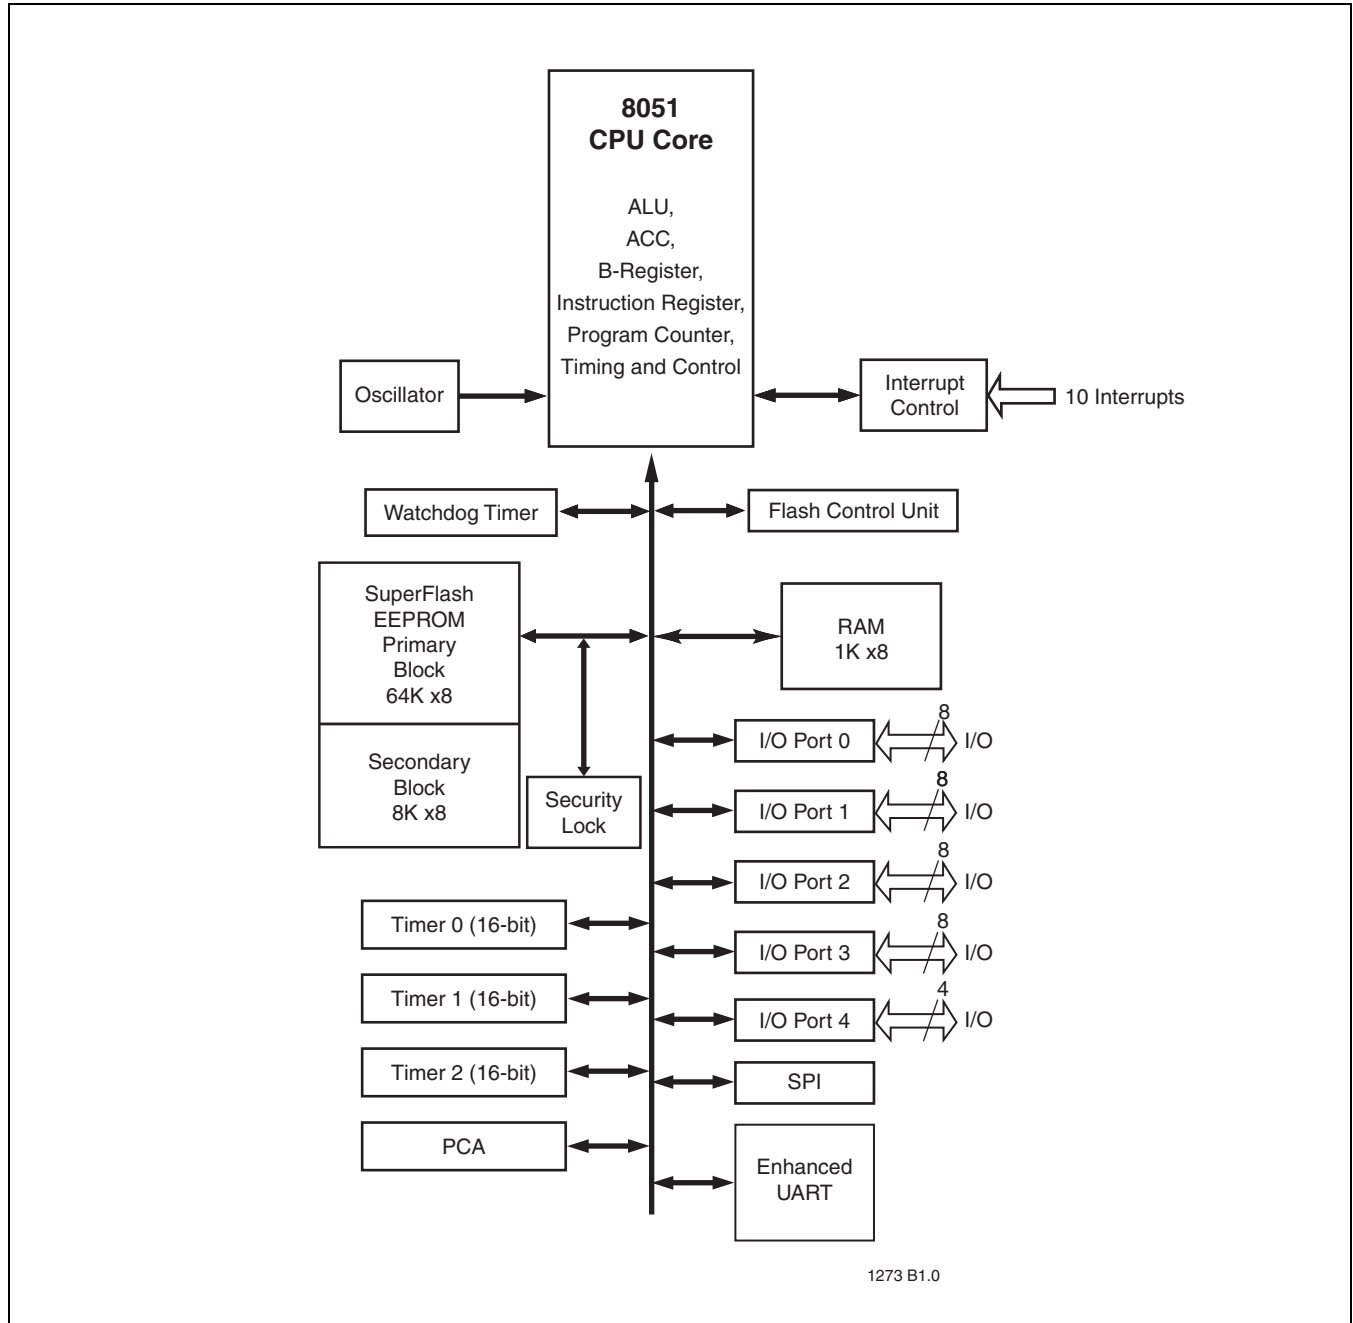 8051
CPU Core
ALU,
ACC,
B-Register,
Instruction Register,
Program Counter,
Timing and Control
Oscillator
Interrupt
Control
10 Interrupts
Watchdog Timer
Flash Control Unit
SuperFlash
EEPROM
Primary
Block
64K x8
RAM
1K x8
Secondary
Block
8K x8
Security
Lock
8
I/O Port 0
I/O
8
I/O Port 1
I/O
8
I/O Port 2
I/O
8
I/O Port 3
I/O
4
I/O Port 4
I/O
Timer 0 (16-bit)
Timer 1 (16-bit)
Timer 2 (16-bit)
SPI
PCA
Enhanced
UART
1273 B1.0